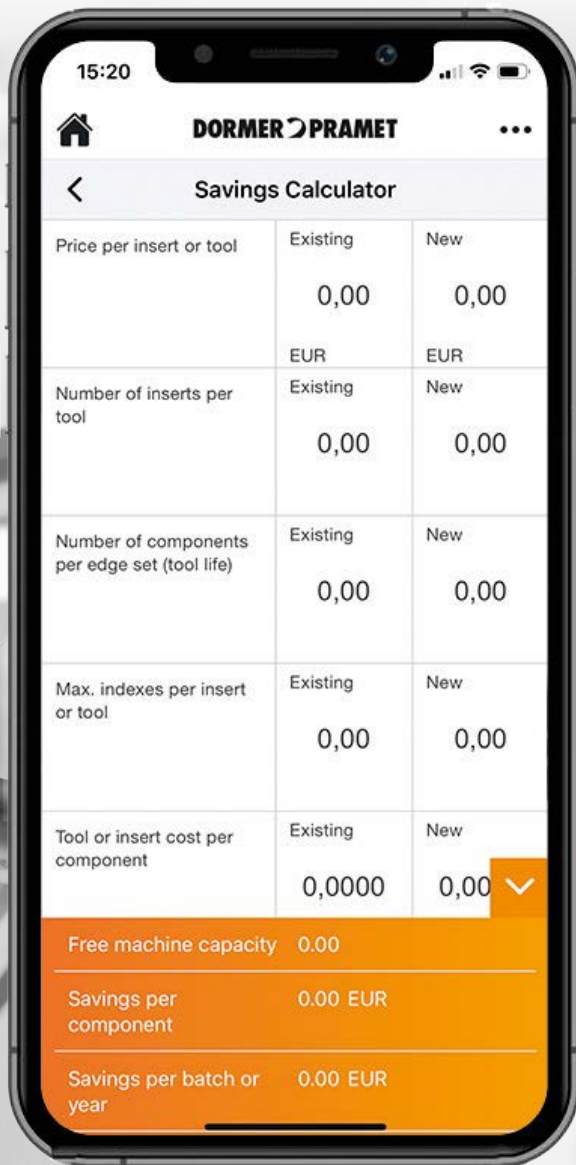 15:20
DORMER PRAMET
Savings Calculator
Price per insert or tool
Existing
New
0,00
0,00
EUR
EUR
Number of inserts per
tool
Existing
New
0,00
0,00
Number of components
per edge set (tool life)
Existing
New
0,00
0,00
Max. indexes per insert
or tool
Existing
New
0,00
0,00
Tool or insert cost per
component
Existing
New
0,0000
0,00
Free machine capacity 0.00
Savings per
component
0.00 EUR
Savings per batch or
year
0.00 EUR